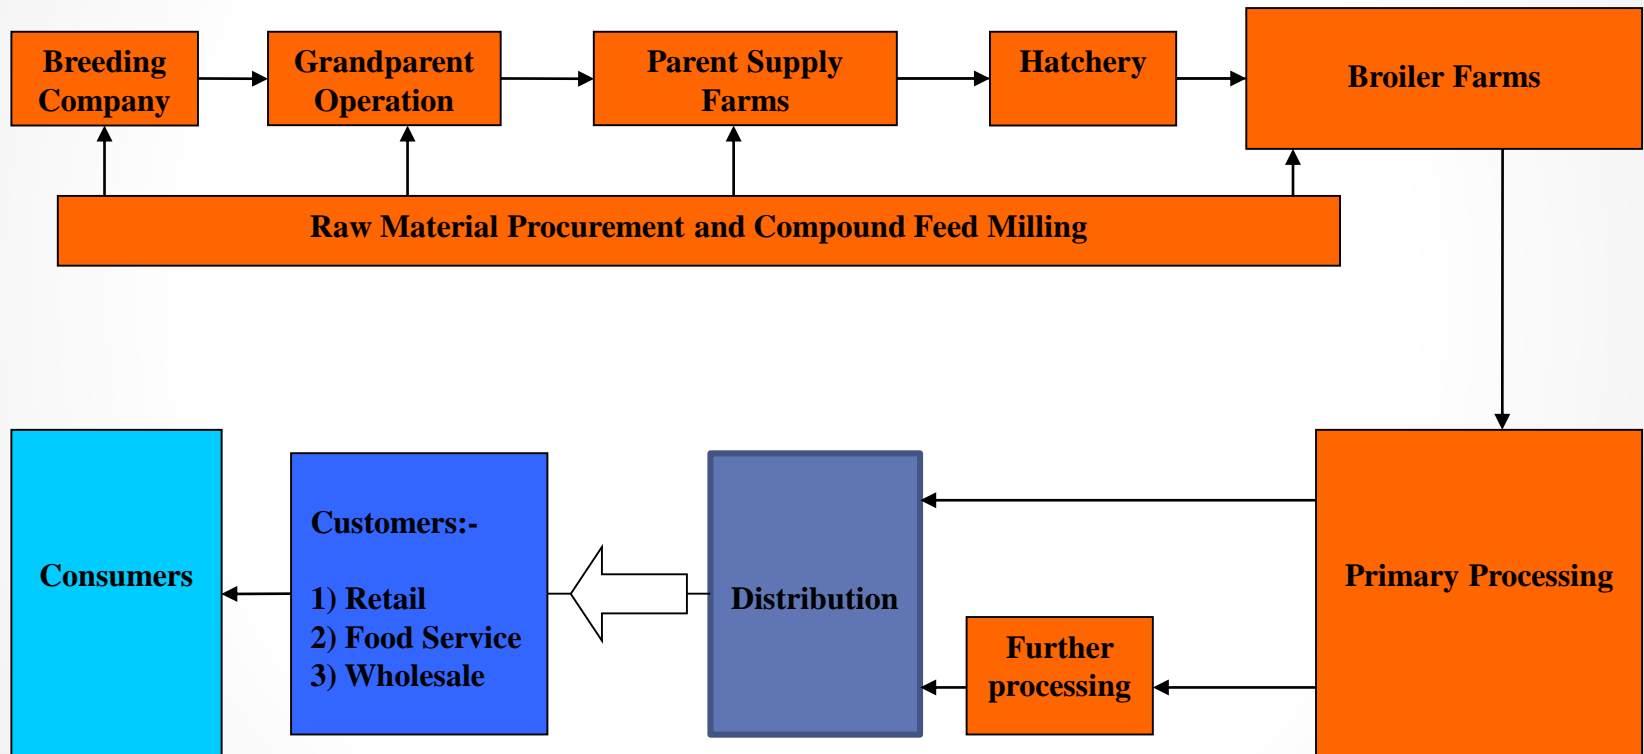 Breeding
Company
Grandparent
Operation
Parent Supply
Farms
Hatchery
Broiler Farms
Raw Material Procurement and Compound Feed Milling
Consumers
Customers:-
1) Retail
2) Food Service
3) Wholesale
Distribution
Further
processing
Primary Processing